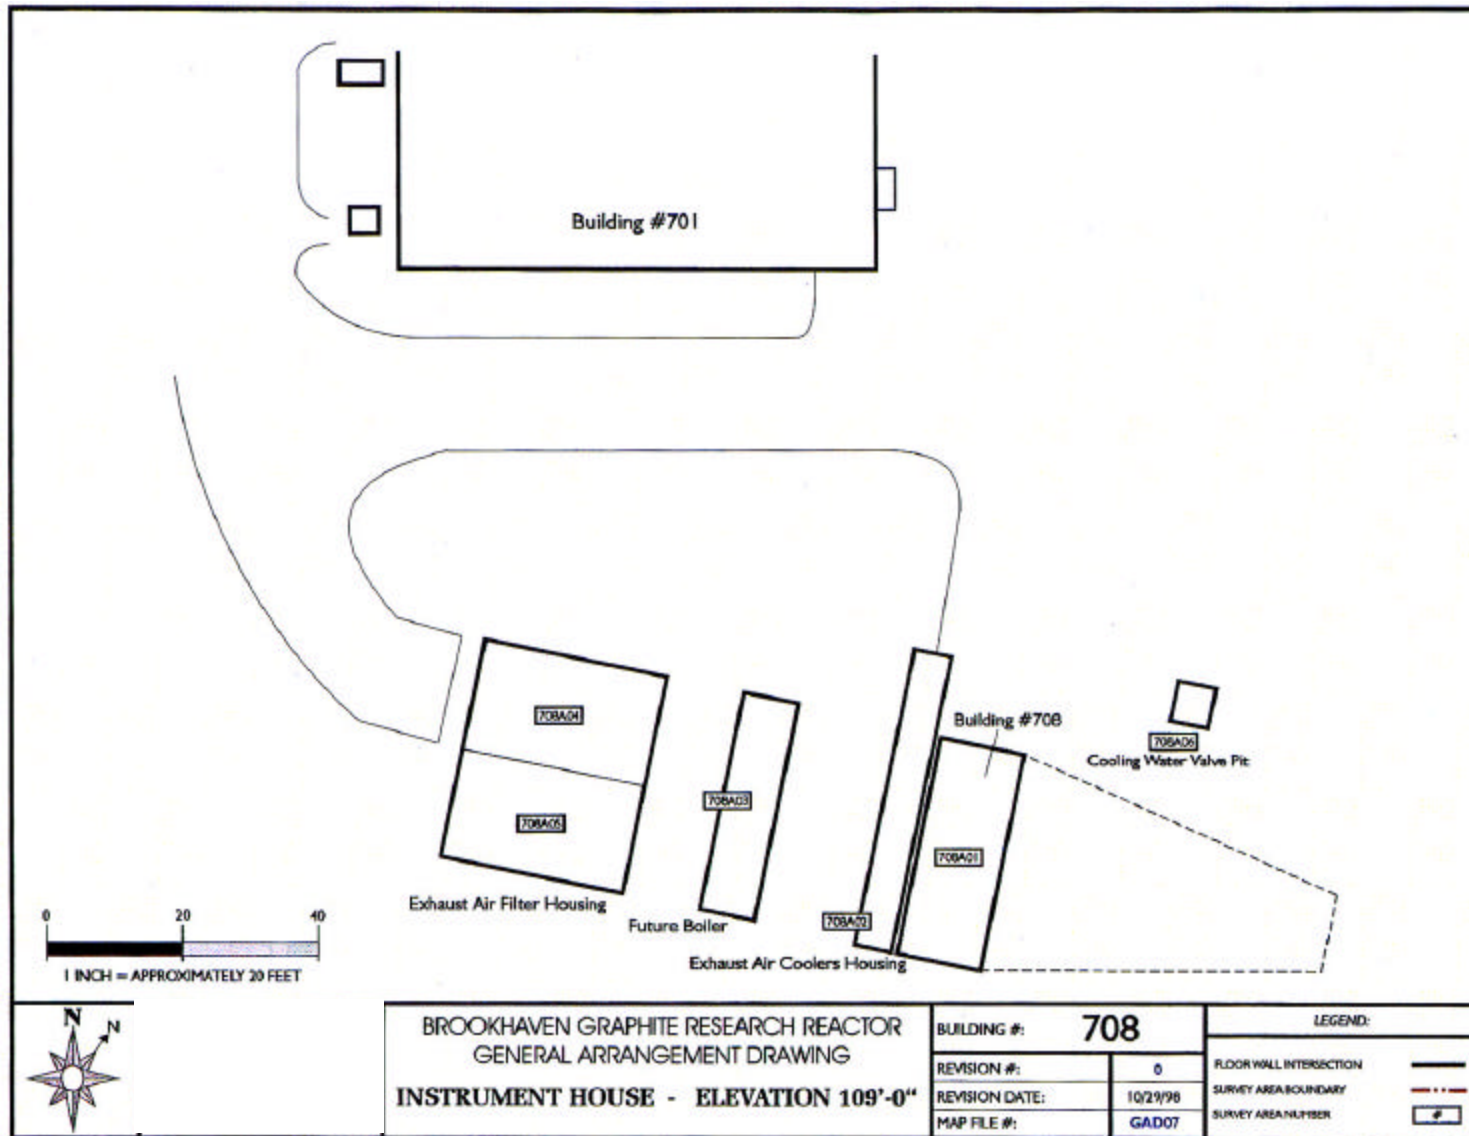 Building #701
Building #708
708A04
708A06
Cooling Water Valve Pit
708A03
708A05
708A01
Exhaust Air Filter Housing
708A02
Future Boiler
Exhaust Air Coolers Housing
0 20 40
1 INCH = APPROXIMATELY 20 FEET
N
N
BROOKHAVEN GRAPHITE RESEARCH REACTOR
GENERAL ARRANGEMENT DRAWING
INSTRUMENT HOUSE - ELEVATION 109'-0"
BUILDING #: 708
REVISION #: 0
REVISION DATE: 10/29/98
MAP FILE #: GAD07
LEGEND:
FLOOR WALL INTERSECTION
SURVEY AREA BOUNDARY
SURVEY AREA NUMBER #